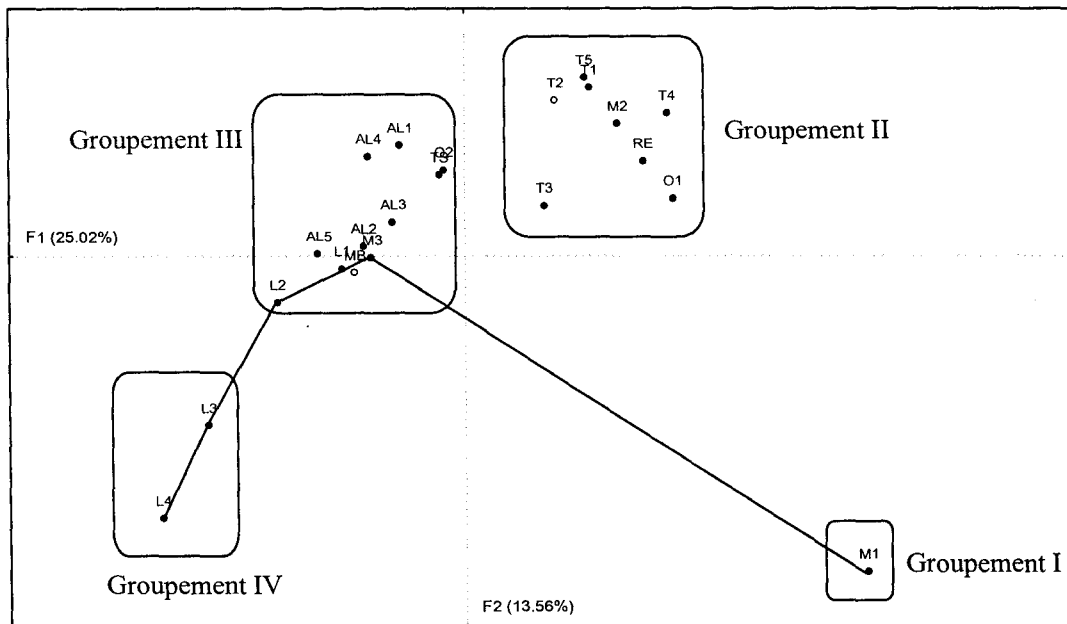 T5
T1
T2
T4
M2
Groupement II
RE
T3
O1
Groupement III
AL1
AL4
O2
AL3
F1 (25.02%)
AL2
AL5
M3
L1
MB
L2
L3
L4
Groupement IV
M1
Groupement I
F2 (13.56%)